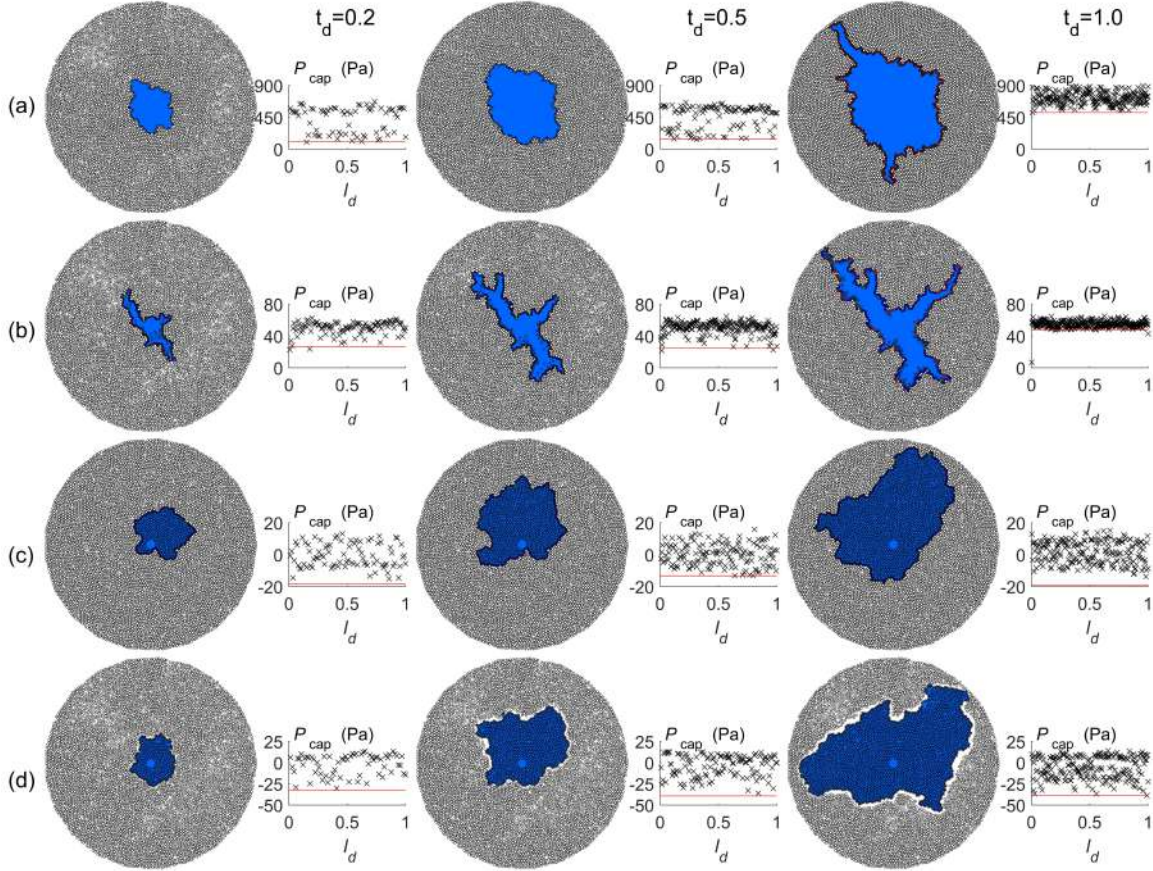 t_d=0.2 t_d=0.5 t_d=1.0
(a)
P_cap (Pa) P_cap (Pa) P_cap (Pa)
900 900 900
450 450 450
0 0 0
0 0.5 1 0 0.5 1 0 0.5 1
l_d l_d l_d
(b)
P_cap (Pa) P_cap (Pa) P_cap (Pa)
80 80 80
40 40 40
0 0 0
0 0.5 1 0 0.5 1 0 0.5 1
l_d l_d l_d
(c)
P_cap (Pa) P_cap (Pa) P_cap (Pa)
20 20 20
0 0 0
-20 -20 -20
0 0.5 1 0 0.5 1 0 0.5 1
l_d l_d l_d
(d)
P_cap (Pa) P_cap (Pa) P_cap (Pa)
25 25 25
0 0 0
-25 -25 -25
-50 -50 -50
0 0.5 1 0 0.5 1 0 0.5 1
l_d l_d l_d